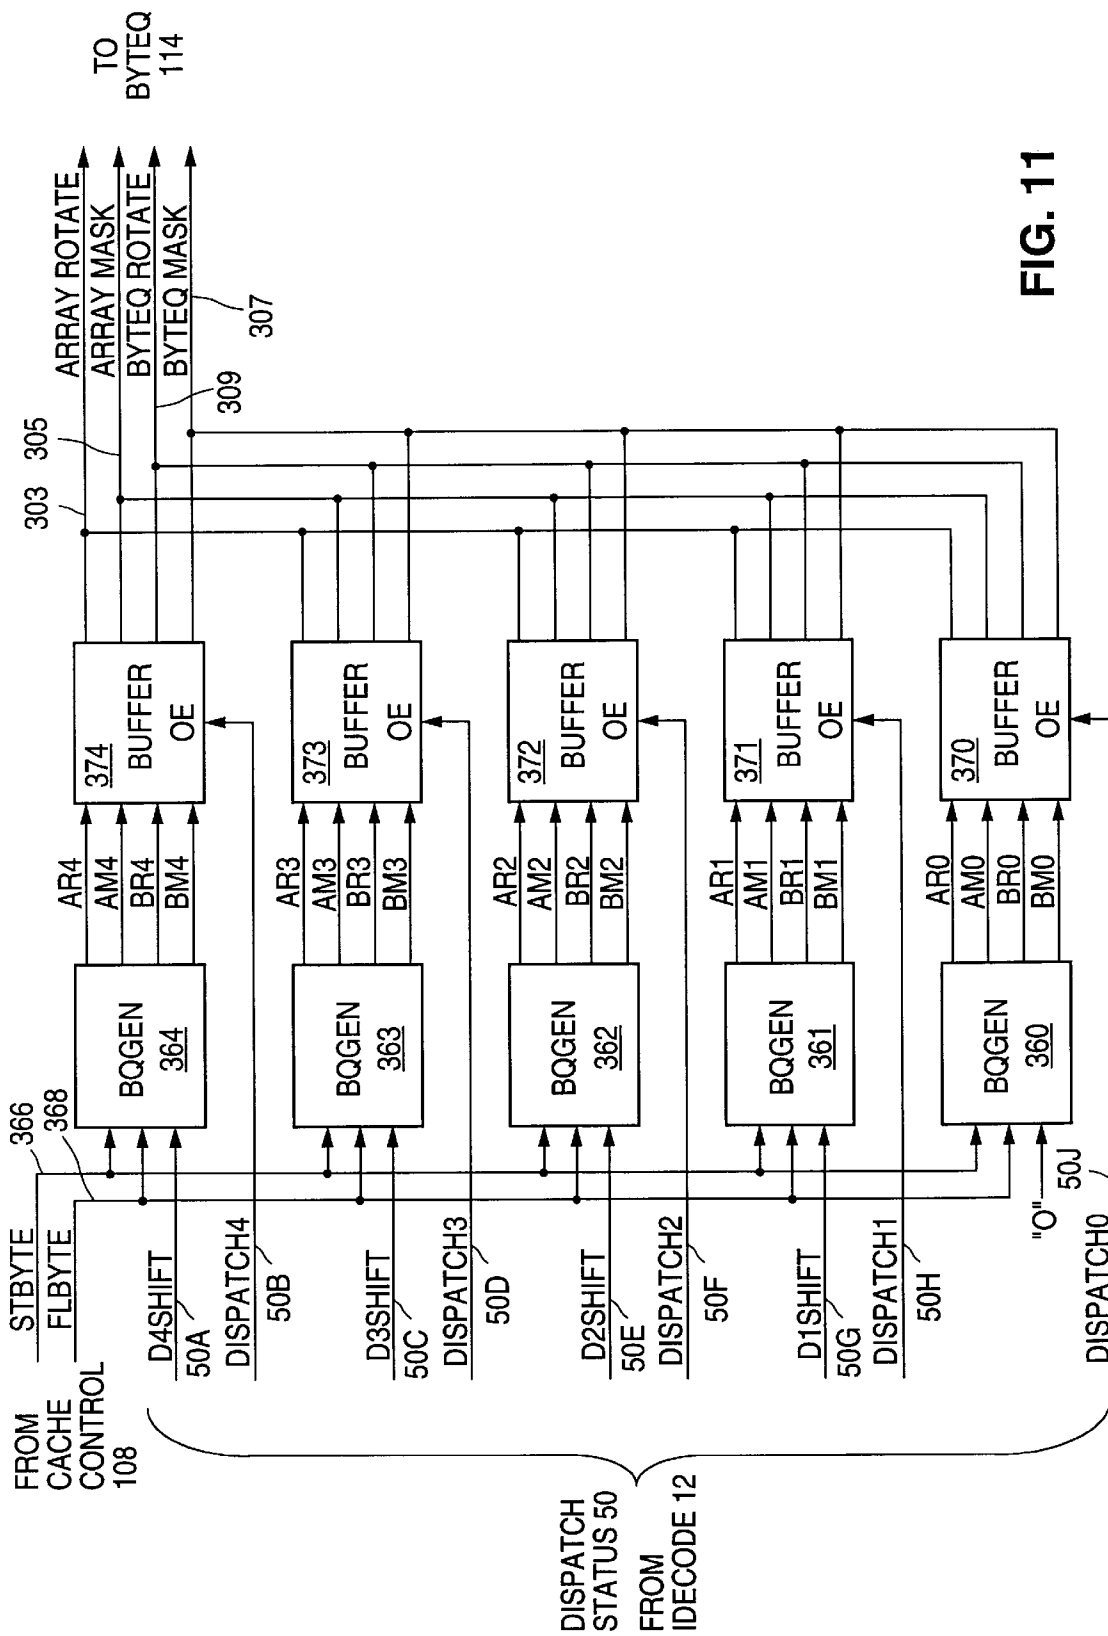 FROM
CACHE
CONTROL
108
STBYTE
FLBYTE
366
368
D4SHIFT
50A
DISPATCH4
50B
BQGEN
364
AR4
AM4
BR4
BM4
374
BUFFER
OE
303
305
309
307
ARRAY ROTATE
ARRAY MASK
BYTEQ ROTATE
BYTEQ MASK
TO
BYTEQ
114
D3SHIFT
50C
DISPATCH3
50D
BQGEN
363
AR3
AM3
BR3
BM3
373
BUFFER
OE
DISPATCH
STATUS 50
FROM
IDECODE 12
D2SHIFT
50E
DISPATCH2
50F
BQGEN
362
AR2
AM2
BR2
BM2
372
BUFFER
OE
D1SHIFT
50G
DISPATCH1
50H
BQGEN
361
AR1
AM1
BR1
BM1
371
BUFFER
OE
"O"
50J
DISPATCH0
BQGEN
360
AR0
AM0
BR0
BM0
370
BUFFER
OE
FIG. 11